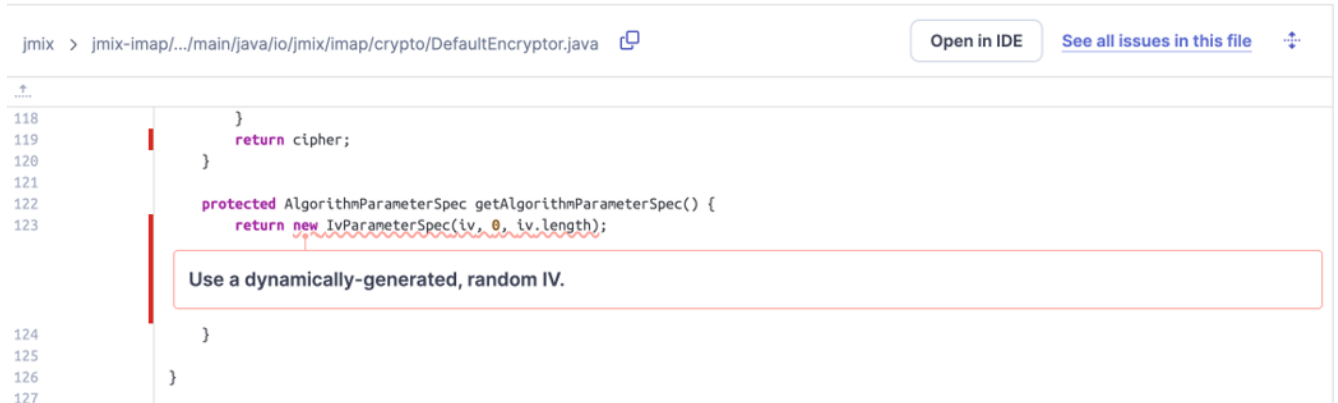 jmix > jmix-imap/.../main/java/io/jmix/imap/crypto/DefaultEncryptor.java Open in IDE See all issues in this file
118 }
119 return cipher;
120 }
121
122 protected AlgorithmParameterSpec getAlgorithmParameterSpec() {
123 return new IvParameterSpec(iv, 0, iv.length);
Use a dynamically-generated, random IV.
124 }
125
126 }
127